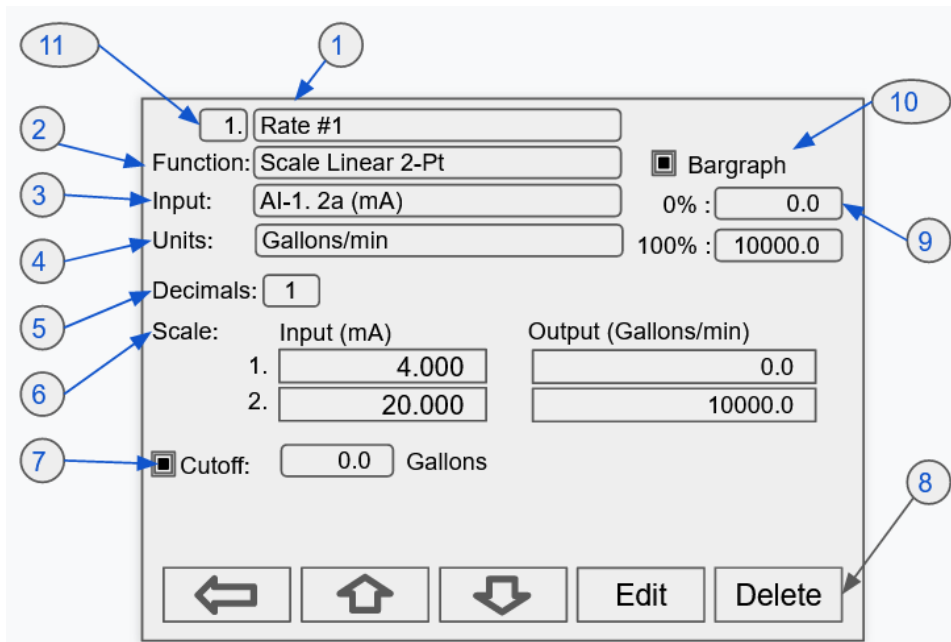 11
1
10
1. Rate #1
2
Function: Scale Linear 2-Pt
Bargraph
3
Input: AI-1. 2a (mA)
0% : 0.0
4
Units: Gallons/min
100% : 10000.0
9
5
Decimals: 1
Scale: Input (mA) Output (Gallons/min)
1. 4.000 0.0
6
2. 20.000 10000.0
7
Cutoff: 0.0 Gallons
8
Edit Delete